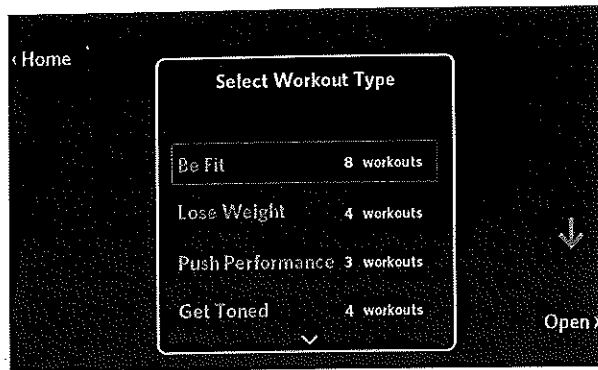 ‹ Home
Select Workout Type
Be Fit 8 workouts
Lose Weight 4 workouts
Push Performance 3 workouts
Get Toned 4 workouts
Open ›